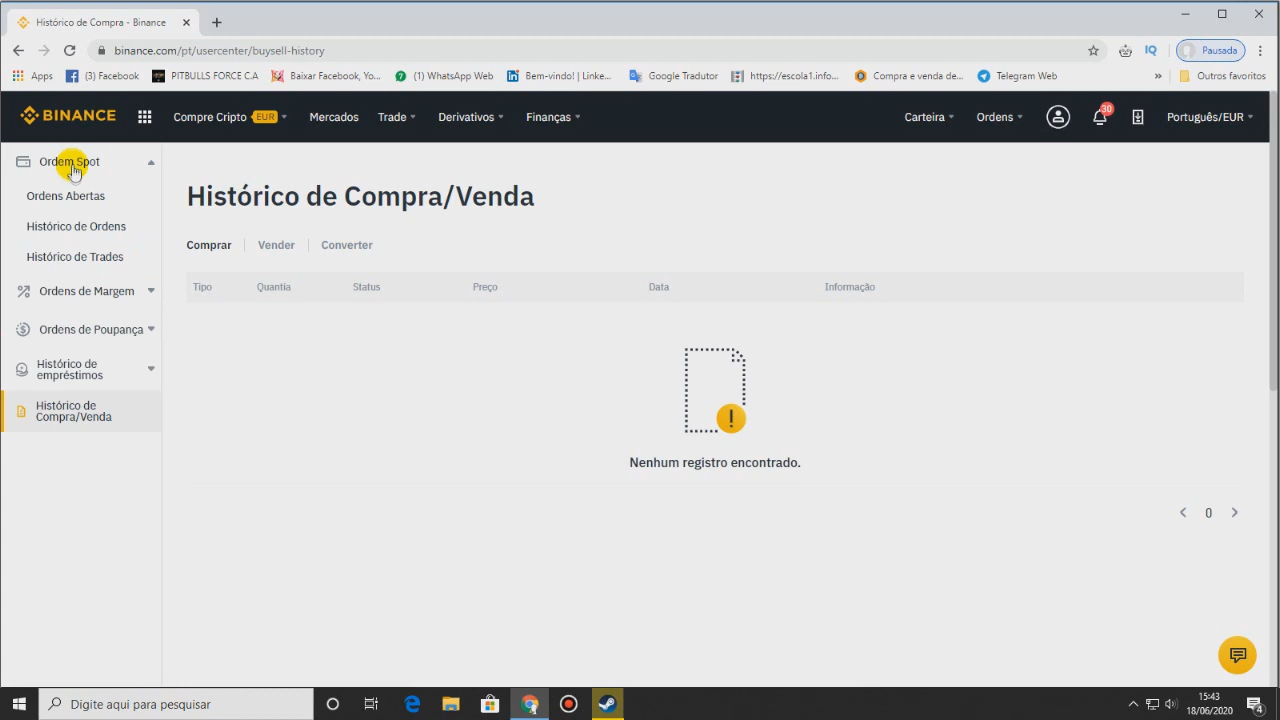 Histórico de Compra - Binance
binance.com/pt/usercenter/buysell-history
Pausada
Apps
(3) Facebook
PITBULLS FORCE C.A
Baixar Facebook, Yo...
(1) WhatsApp Web
Bem-vindo! | Linke...
Google Tradutor
https://escola1.info...
Compra e venda de...
Telegram Web
»
Outros favoritos
BINANCE
Compre Cripto EUR
Mercados
Trade
Derivativos
Finanças
Carteira
Ordens
30
Português/EUR
Ordem Spot
Ordens Abertas
Histórico de Ordens
Histórico de Trades
Ordens de Margem
Ordens de Poupança
Histórico de
empréstimos
Histórico de
Compra/Venda
Histórico de Compra/Venda
Comprar
Vender
Converter
Tipo
Quantia
Status
Preço
Data
Informação
Nenhum registro encontrado.
0
Digite aqui para pesquisar
15:43
18/06/2020
4
IQ